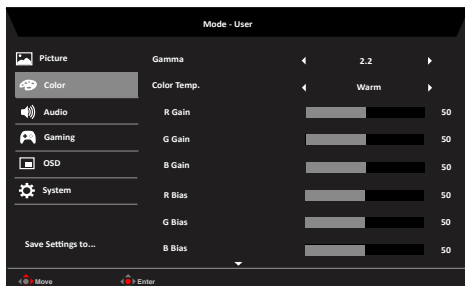 Mode - User
Picture
Gamma 2.2
Color
Color Temp. Warm
Audio
R Gain 50
Gaming
G Gain 50
OSD
B Gain 50
System
R Bias 50
G Bias 50
Save Settings to...
B Bias 50
Move Enter